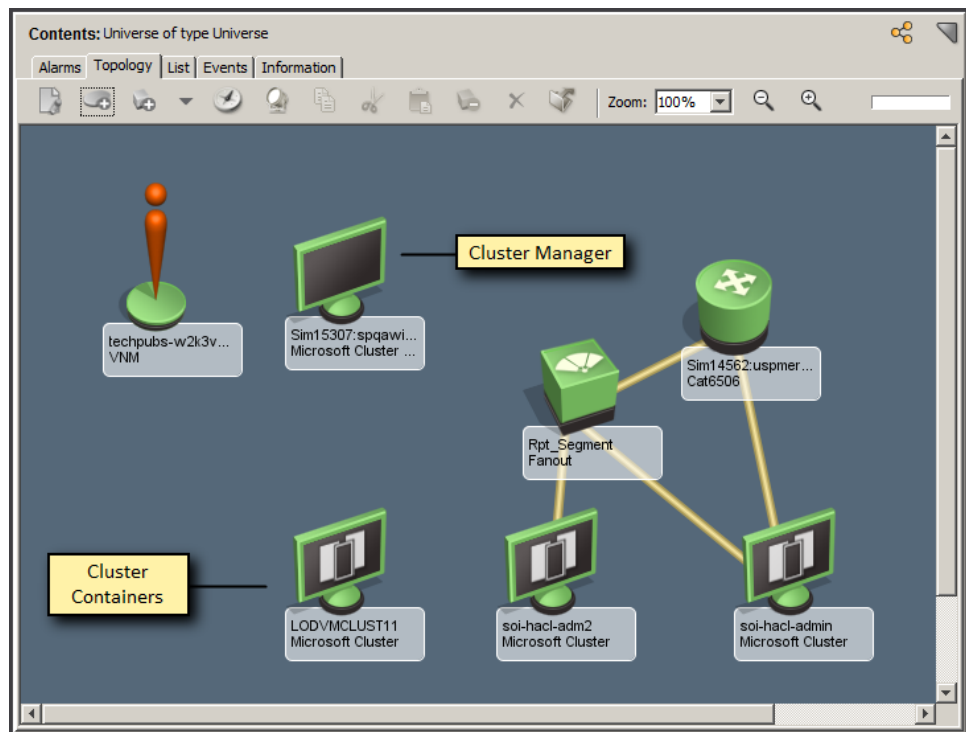 Contents: Universe of type Universe
Alarms Topology List Events Information
Zoom: 100%
Cluster Manager
techpubs-w2k3v...
VNM
Sim15307:spqawi...
Microsoft Cluster ...
Sim14562:uspmer...
Cat6506
Rpt_Segment
Fanout
Cluster
Containers
LODVMCLUST11
Microsoft Cluster
soi-hacl-adm2
Microsoft Cluster
soi-hacl-admin
Microsoft Cluster